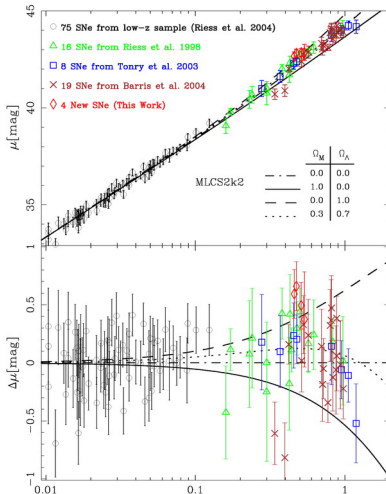 75 SNe from low-z sample (Riess et al. 2004)
16 SNe from Riess et al. 1998
8 SNe from Tonry et al. 2003
19 SNe from Barris et al. 2004
4 New SNe (This Work)
45
μ[mag]
40
35
MLCS2k2
Ω_M Ω_Λ
0.0 0.0
1.0 0.0
0.0 1.0
0.3 0.7
1
0.5
Δμ[mag]
0
−0.5
−1
0.01 0.1 1.0